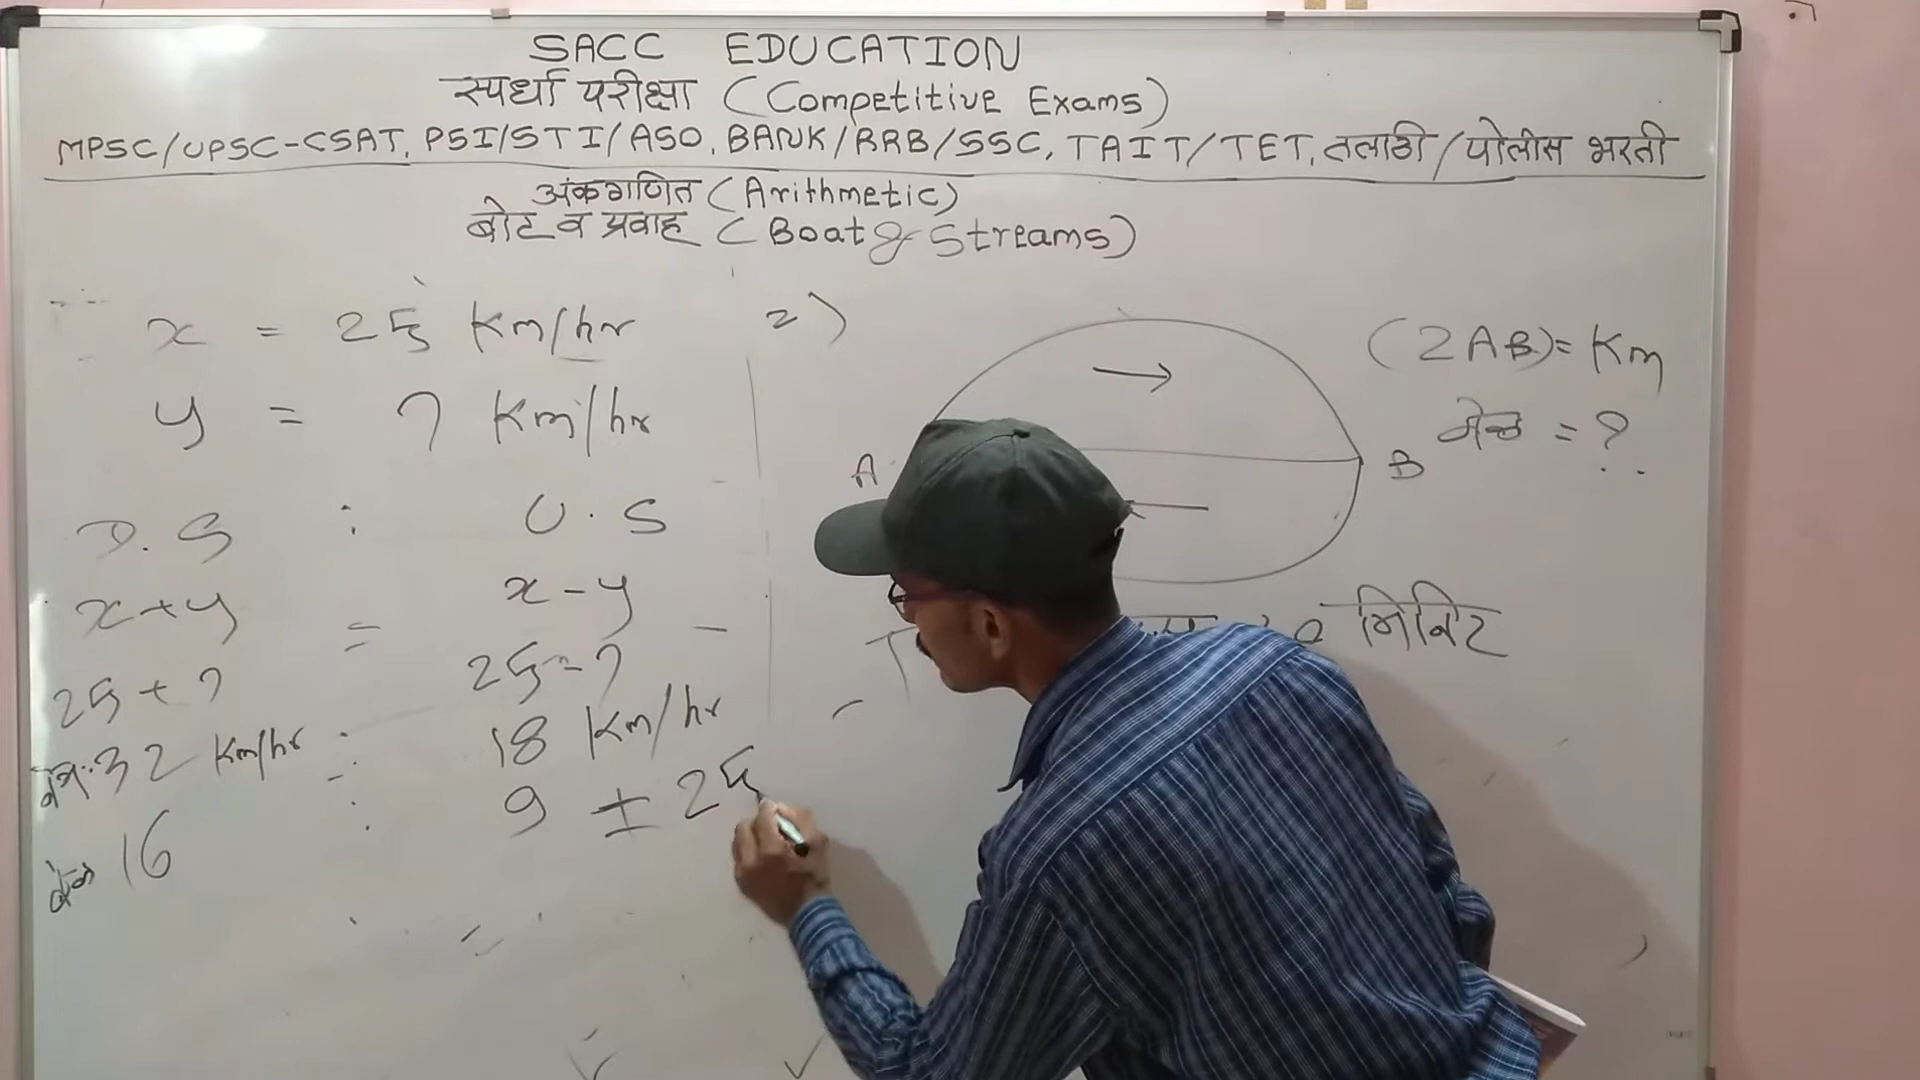 SACC EDUCATION
स्पर्धा परीक्षा (Competitive Exams)
MPSC/UPSC-CSAT, PSI/STI/ASO, BANK/RRB/SSC, TAIT/TET, तलाठी/पोलीस भरती
अंकगणित (Arithmetic)
बोट व प्रवाह (Boat & Streams)
x = 25 Km/hr
y = 7 Km/hr
D.S : U.S
x+y = x-y
25+7 25-7
वेग: 32 Km/hr : 18 Km/hr
वेळ 16 : 9 ± 25
2)
A B
(2AB)= Km
वेळ = ?
मिनिट